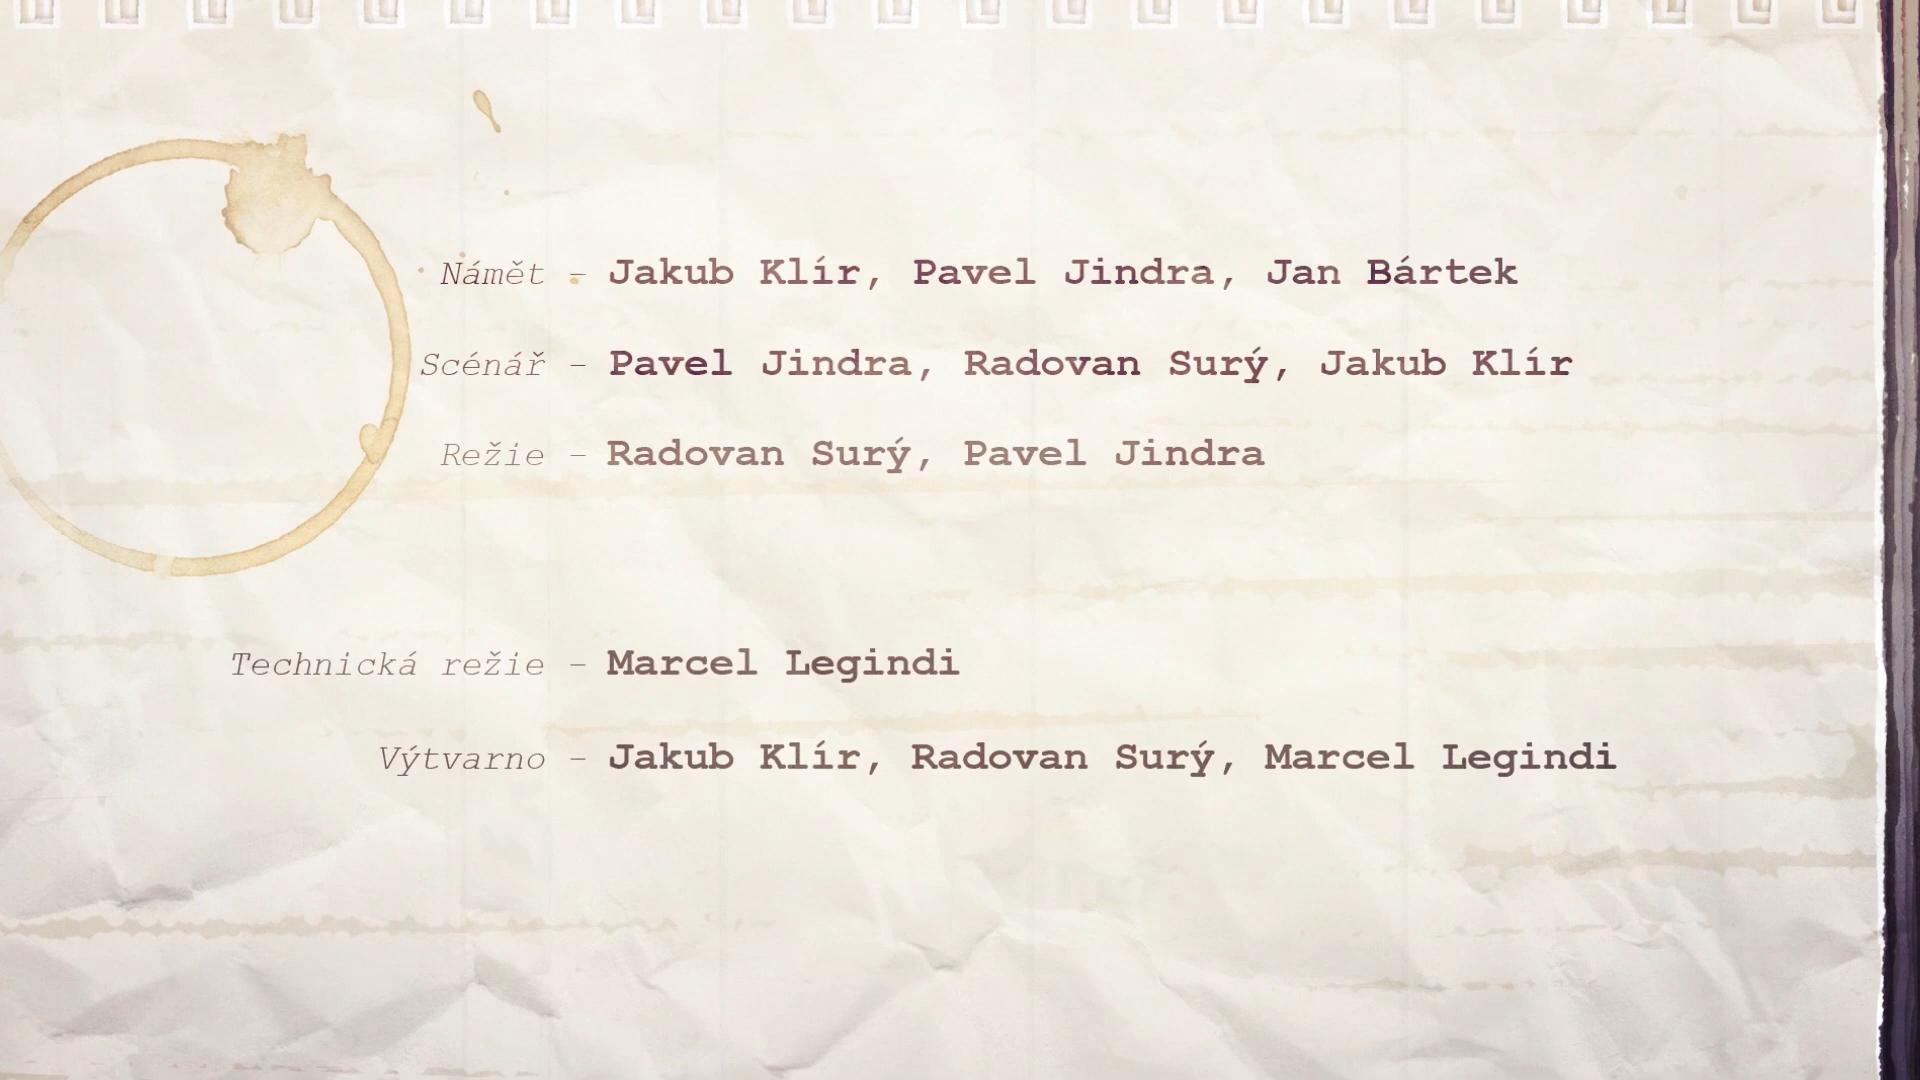 Námět - Jakub Klír, Pavel Jindra, Jan Bártek
Scénář - Pavel Jindra, Radovan Surý, Jakub Klír
Režie - Radovan Surý, Pavel Jindra
Technická režie - Marcel Legindi
Výtvarno - Jakub Klír, Radovan Surý, Marcel Legindi